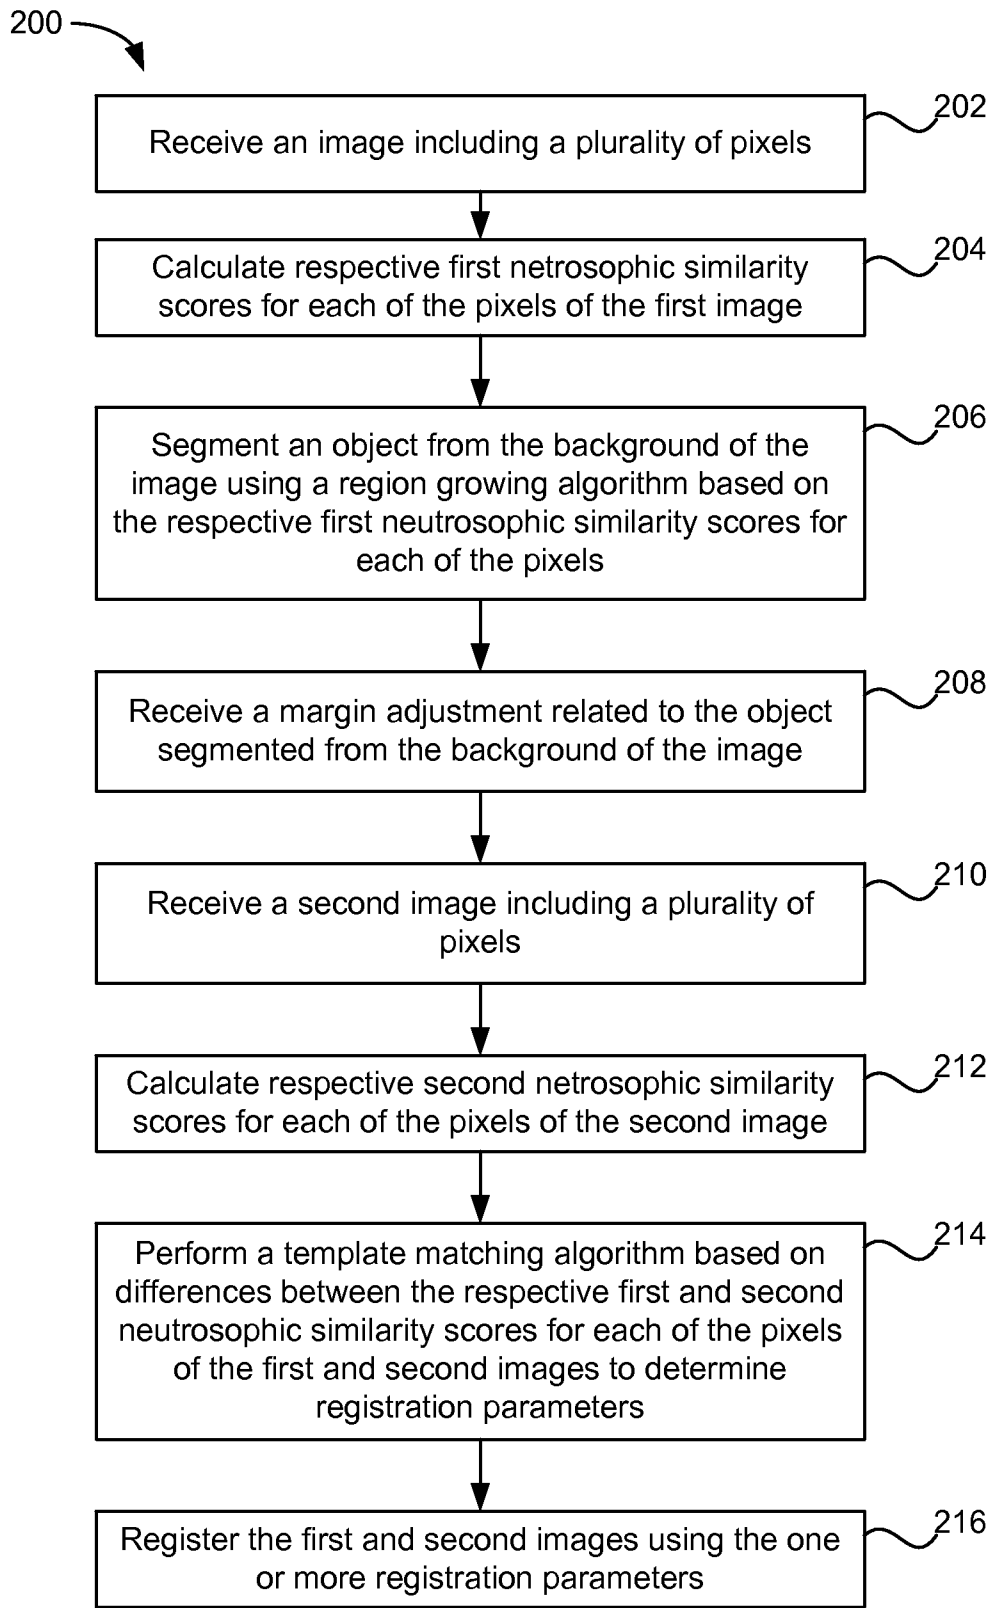 200
202
Receive an image including a plurality of pixels
204
Calculate respective first netrosophic similarity
scores for each of the pixels of the first image
206
Segment an object from the background of the
image using a region growing algorithm based on
the respective first neutrosophic similarity scores for
each of the pixels
208
Receive a margin adjustment related to the object
segmented from the background of the image
210
Receive a second image including a plurality of
pixels
212
Calculate respective second netrosophic similarity
scores for each of the pixels of the second image
214
Perform a template matching algorithm based on
differences between the respective first and second
neutrosophic similarity scores for each of the pixels
of the first and second images to determine
registration parameters
216
Register the first and second images using the one
or more registration parameters